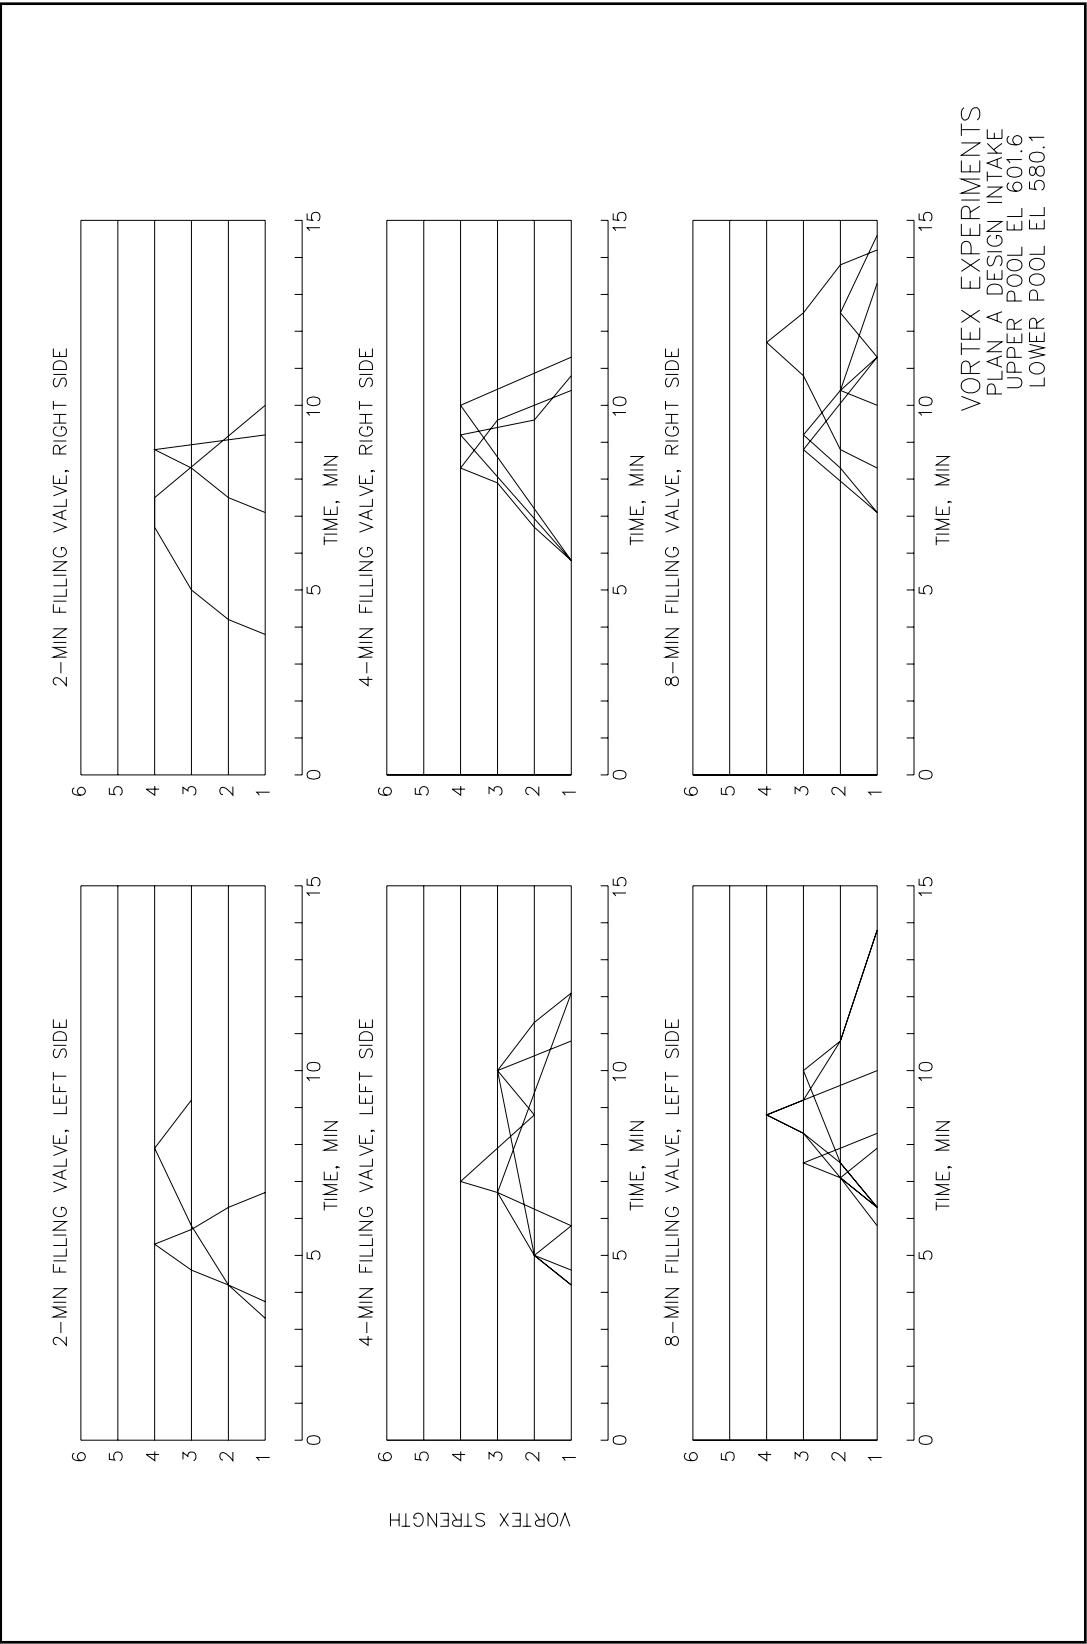 2-MIN FILLING VALVE, LEFT SIDE
6
5
4
3
2
1
0 5 10 15
TIME, MIN
2-MIN FILLING VALVE, RIGHT SIDE
6
5
4
3
2
1
0 5 10 15
TIME, MIN
VORTEX STRENGTH
4-MIN FILLING VALVE, LEFT SIDE
6
5
4
3
2
1
0 5 10 15
TIME, MIN
4-MIN FILLING VALVE, RIGHT SIDE
6
5
4
3
2
1
0 5 10 15
TIME, MIN
8-MIN FILLING VALVE, LEFT SIDE
6
5
4
3
2
1
0 5 10 15
TIME, MIN
8-MIN FILLING VALVE, RIGHT SIDE
6
5
4
3
2
1
0 5 10 15
TIME, MIN
VORTEX EXPERIMENTS
PLAN A DESIGN INTAKE
UPPER POOL EL 601.6
LOWER POOL EL 580.1